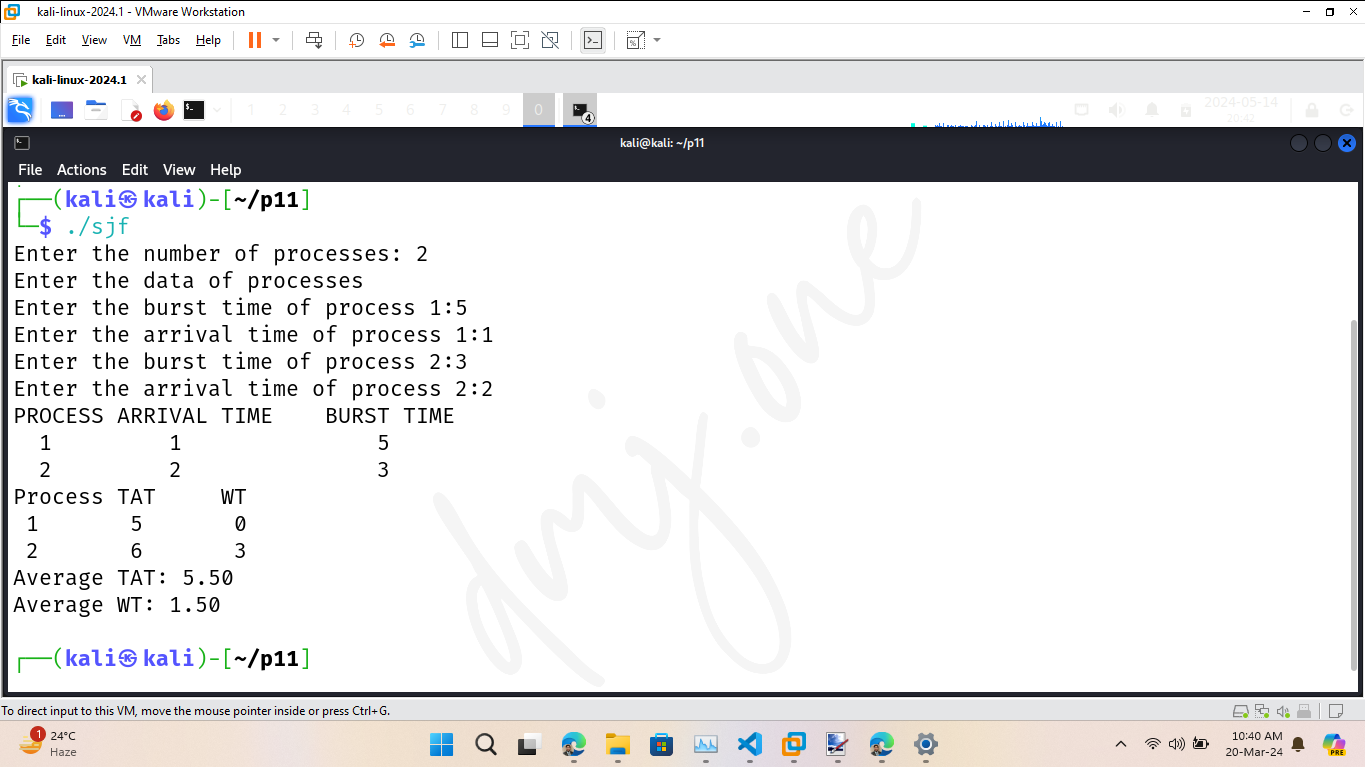 kali-linux-2024.1 - VMware Workstation
File Edit View VM Tabs Help
kali-linux-2024.1
1 2 3 4 5 6 7 8 9 0 4 2024-05-14
20:42
kali@kali: ~/p11
File Actions Edit View Help
┌──(kali㉿kali)-[~/p11]
└─$ ./sjf
Enter the number of processes: 2
Enter the data of processes
Enter the burst time of process 1:5
Enter the arrival time of process 1:1
Enter the burst time of process 2:3
Enter the arrival time of process 2:2
PROCESS ARRIVAL TIME    BURST TIME
1 1 5
2 2 3
Process TAT WT
1 5 0
2 6 3
Average TAT: 5.50
Average WT: 1.50
┌──(kali㉿kali)-[~/p11]
dmj.one
To direct input to this VM, move the mouse pointer inside or press Ctrl+G.
1 24°C
Haze
10:40 AM
20-Mar-24
PRE